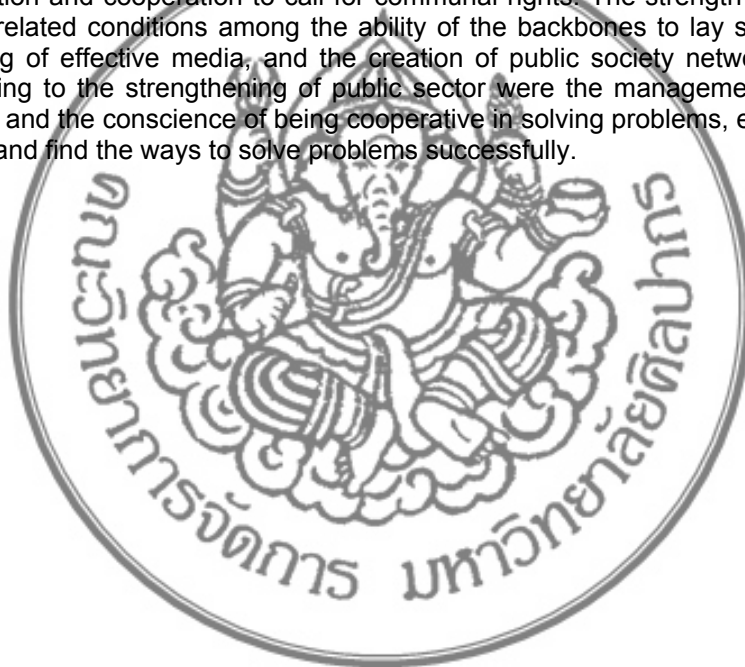 tion and cooperation to call for communal rights. The strength
related conditions among the ability of the backbones to lay s
g of effective media, and the creation of public society netw
ing to the strengthening of public sector were the manageme
and the conscience of being cooperative in solving problems, e
and find the ways to solve problems successfully.
คณะวิทยาการจัดการ มหาวิทยาลัยศิลปากร